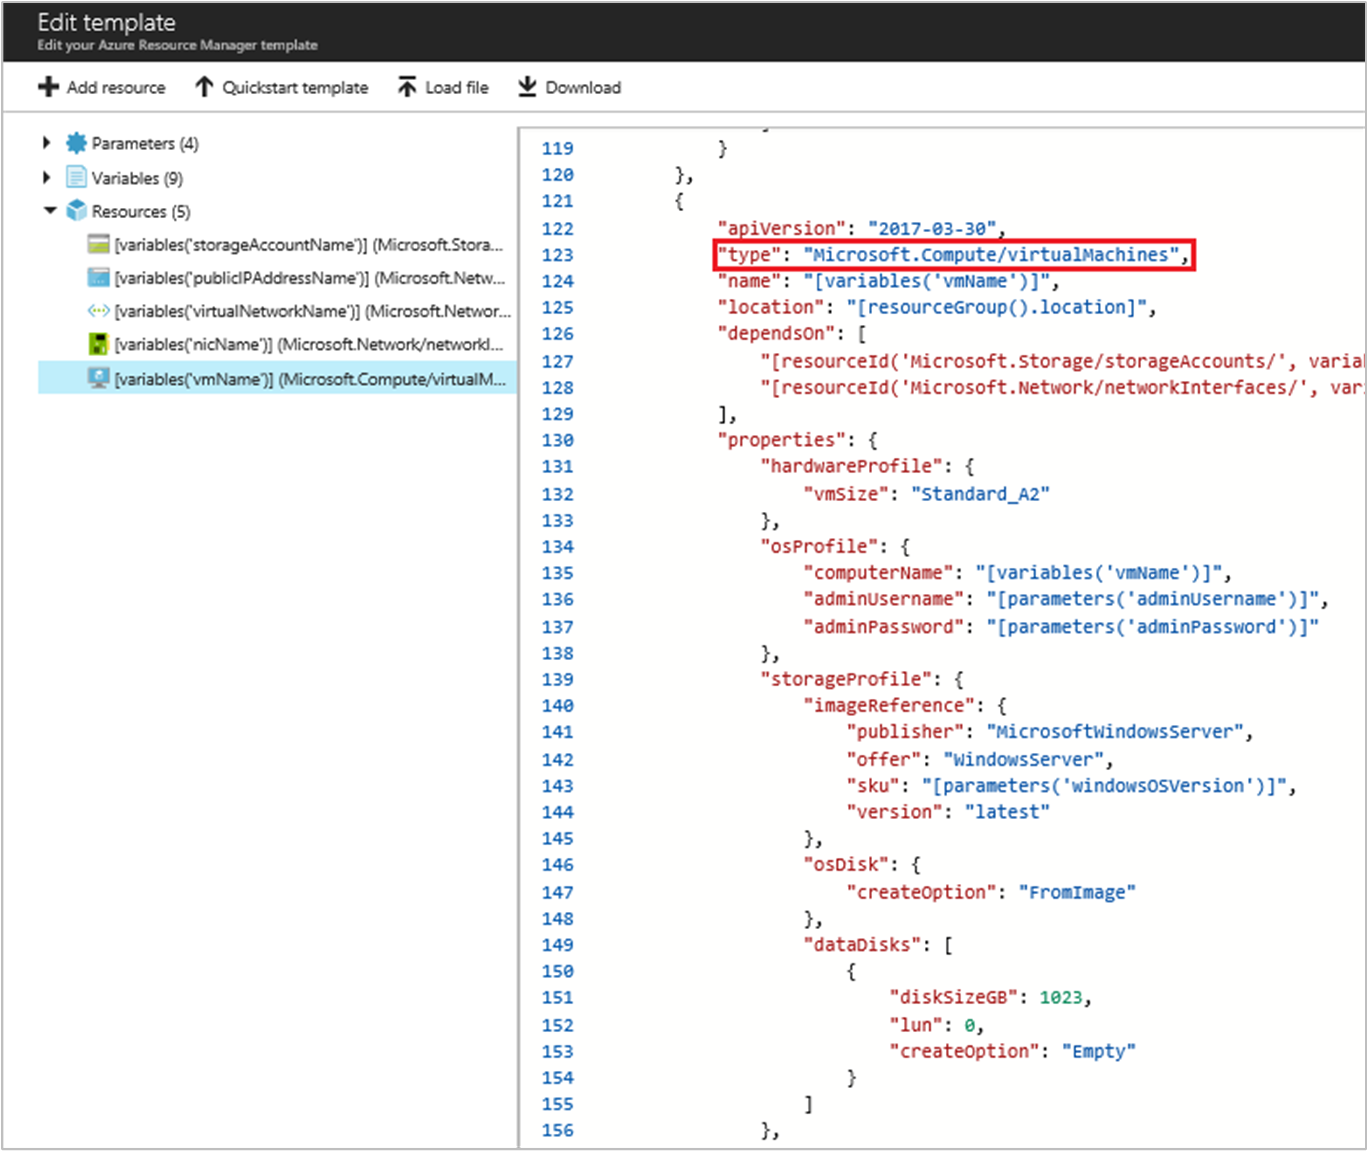 Edit template
Edit your Azure Resource Manager template
Add resource Quickstart template Load file Download
Parameters (4)
Variables (9)
Resources (5)
[variables('storageAccountName')] (Microsoft.Stora...
[variables('publicIPAddressName')] (Microsoft.Netw...
[variables('virtualNetworkName')] (Microsoft.Networ...
[variables('nicName')] (Microsoft.Network/networkI...
[variables('vmName')] (Microsoft.Compute/virtualM...
119 }
120 },
121 {
122 "apiVersion": "2017-03-30",
123 "type": "Microsoft.Compute/virtualMachines",
124 "name": "[variables('vmName')]",
125 "location": "[resourceGroup().location]",
126 "dependsOn": [
127 "[resourceId('Microsoft.Storage/storageAccounts/', varia
128 "[resourceId('Microsoft.Network/networkInterfaces/', var
129 ],
130 "properties": {
131 "hardwareProfile": {
132 "vmSize": "Standard_A2"
133 },
134 "osProfile": {
135 "computerName": "[variables('vmName')]",
136 "adminUsername": "[parameters('adminUsername')]",
137 "adminPassword": "[parameters('adminPassword')]"
138 },
139 "storageProfile": {
140 "imageReference": {
141 "publisher": "MicrosoftWindowsServer",
142 "offer": "WindowsServer",
143 "sku": "[parameters('windowsOSVersion')]",
144 "version": "latest"
145 },
146 "osDisk": {
147 "createOption": "FromImage"
148 },
149 "dataDisks": [
150 {
151 "diskSizeGB": 1023,
152 "lun": 0,
153 "createOption": "Empty"
154 }
155 ]
156 },